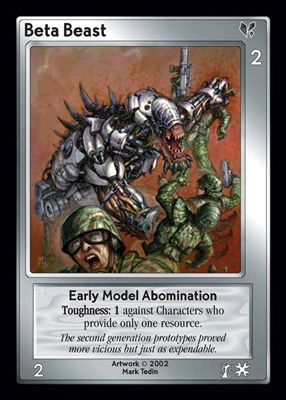 Beta Beast
2
Early Model Abomination
Toughness: 1 against Characters who
provide only one resource.
The second generation prototypes proved
more vicious but just as expendable.
Artwork © 2002
Mark Tedin
2